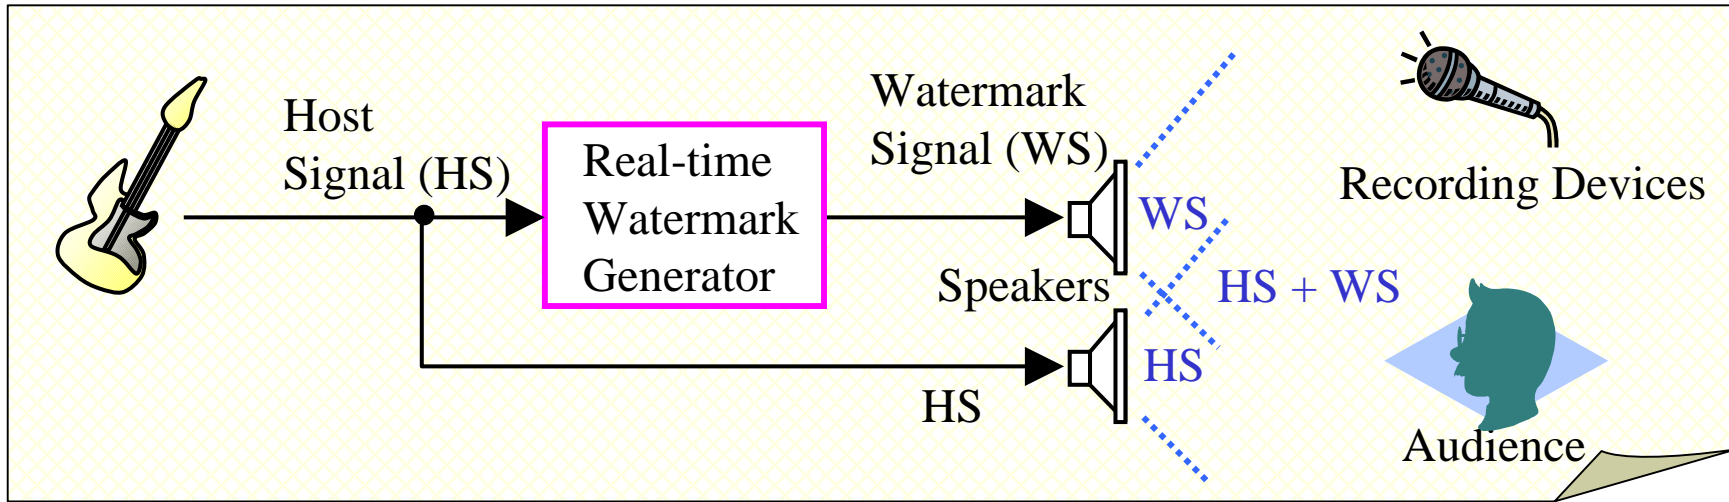 Host
Signal (HS)
Real-time
Watermark
Generator
Watermark
Signal (WS)
WS
Speakers
HS + WS
HS
HS
Recording Devices
Audience